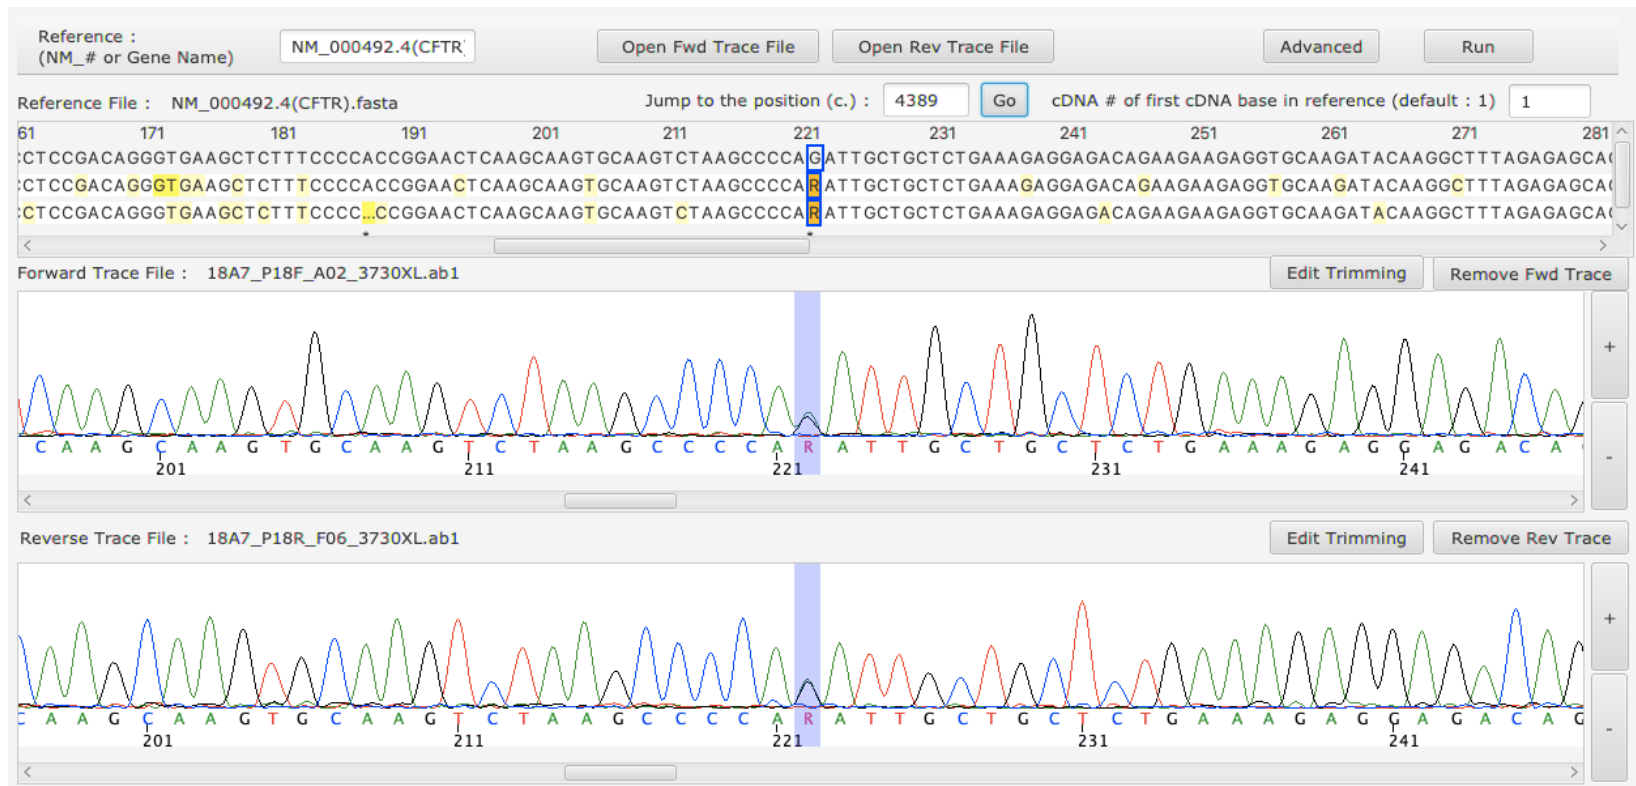 Reference :
(NM_# or Gene Name)
NM_000492.4(CFTR)
Open Fwd Trace File
Open Rev Trace File
Advanced
Run
Reference File : NM_000492.4(CFTR).fasta
Jump to the position (c.) : 4389
Go
cDNA # of first cDNA base in reference (default : 1) 1
61 171 181 191 201 211 221 231 241 251 261 271 281
CCTCCGACAGGGTGAAGCTCTTTCCCCACCGGAACTCAAGCAAGTGCAAGTCTAAGCCCCAGATTGCTGCTCTGAAAGAGGAGACAGAAGAAGAGGTGCAAGATACAAGGCTTTAGAGAGCAG
CCTCCGACAGGGTGAAGCTCTTTCCCCACCGGAACTCAAGCAAGTGCAAGTCTAAGCCCCARATTGCTGCTCTGAAAGAGGAGACAGAAGAAGAGGTGCAAGATACAAGGCTTTAGAGAGCAG
CCTCCGACAGGGTGAAGCTCTTTCCCC...CCGGAACTCAAGCAAGTGCAAGTCTAAGCCCCARATTGCTGCTCTGAAAGAGGAGACAGAAGAAGAGGTGCAAGATACAAGGCTTTAGAGAGCAG
* *
Forward Trace File : 18A7_P18F_A02_3730XL.ab1
Edit Trimming
Remove Fwd Trace
C A A G C A A G T G C A A G T C T A A G C C C C A R A T T G C T G C T C T G A A A G A G G A G A C A
201 211 221 231 241
+
-
Reverse Trace File : 18A7_P18R_F06_3730XL.ab1
Edit Trimming
Remove Rev Trace
C A A G C A A G T G C A A G T C T A A G C C C C A R A T T G C T G C T C T G A A A G A G G A G A C A G
201 211 221 231 241
+
-